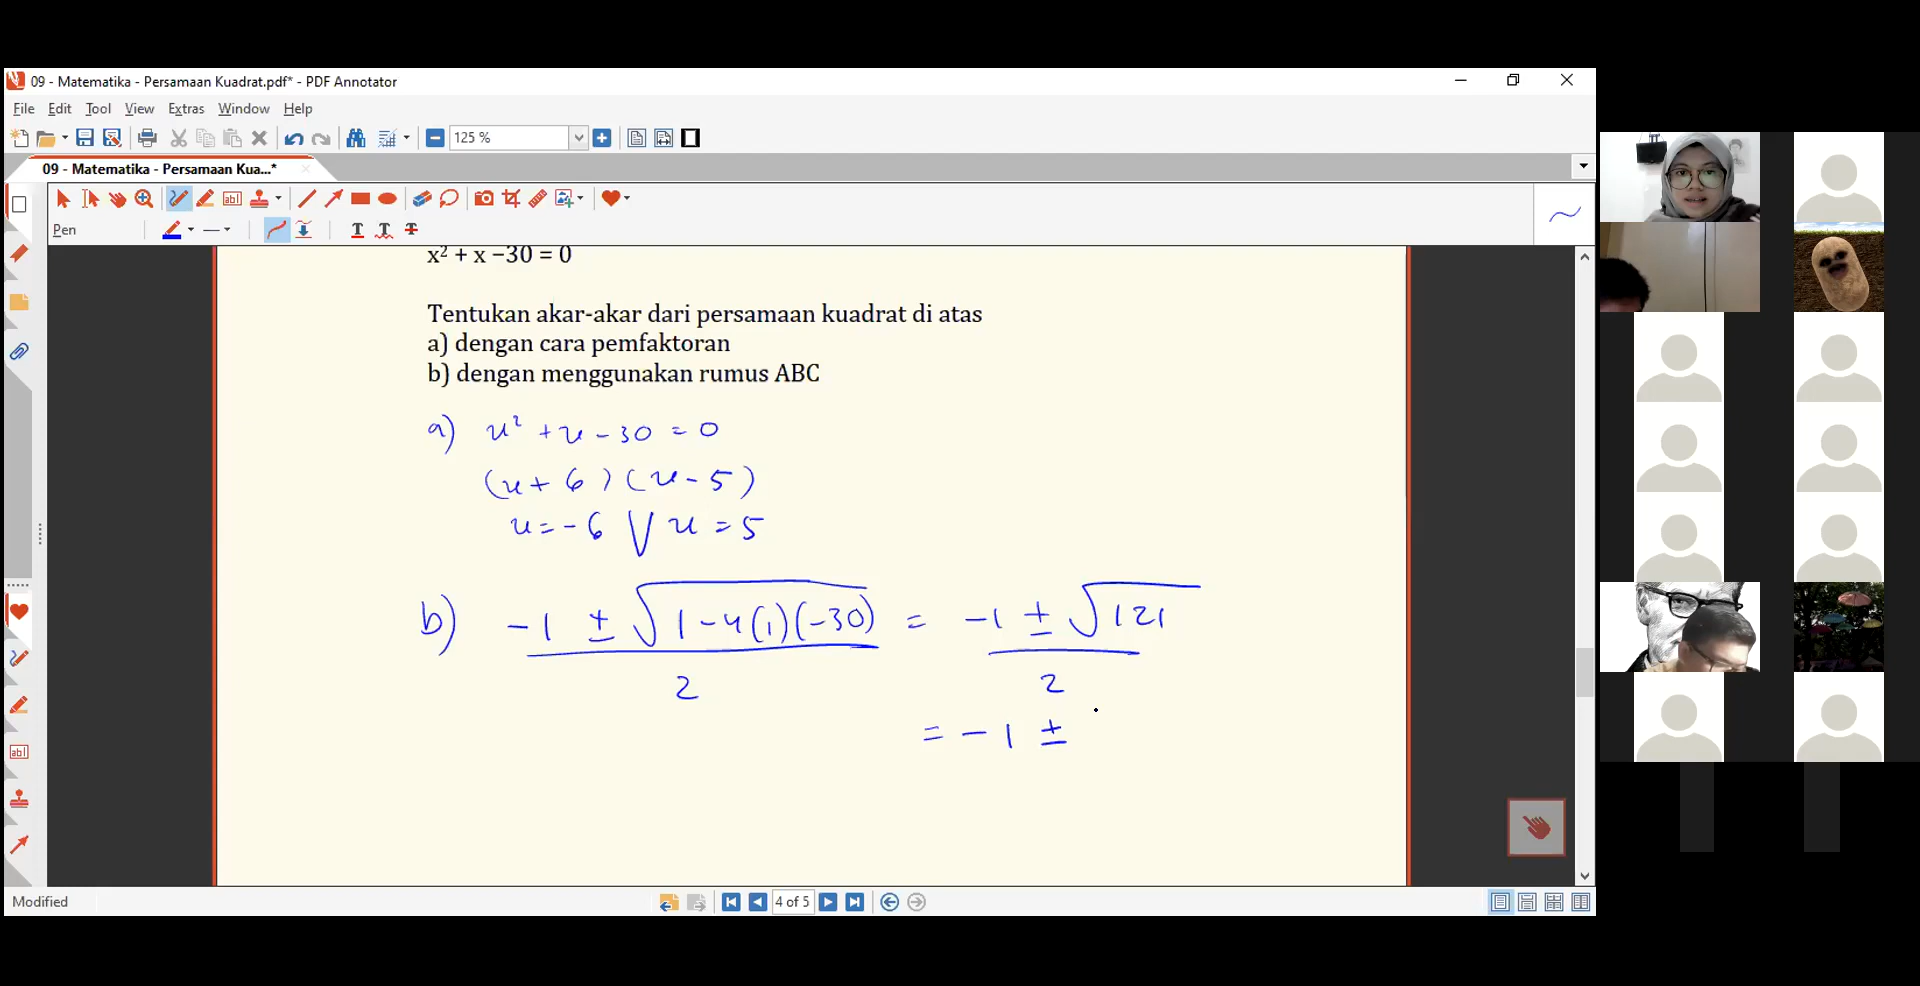 09 - Matematika - Persamaan Kuadrat.pdf* - PDF Annotator
File Edit Tool View Extras Window Help
125 %
09 - Matematika - Persamaan Kua...*
Pen
x² + x −30 = 0
Tentukan akar-akar dari persamaan kuadrat di atas
a) dengan cara pemfaktoran
b) dengan menggunakan rumus ABC
a) x² + x - 30 = 0
(x + 6) (x - 5)
x = -6 V x = 5
b) -1 ± √1-4(1)(-30) = -1 ± √121
2 2
= -1 ±
Modified
4 of 5